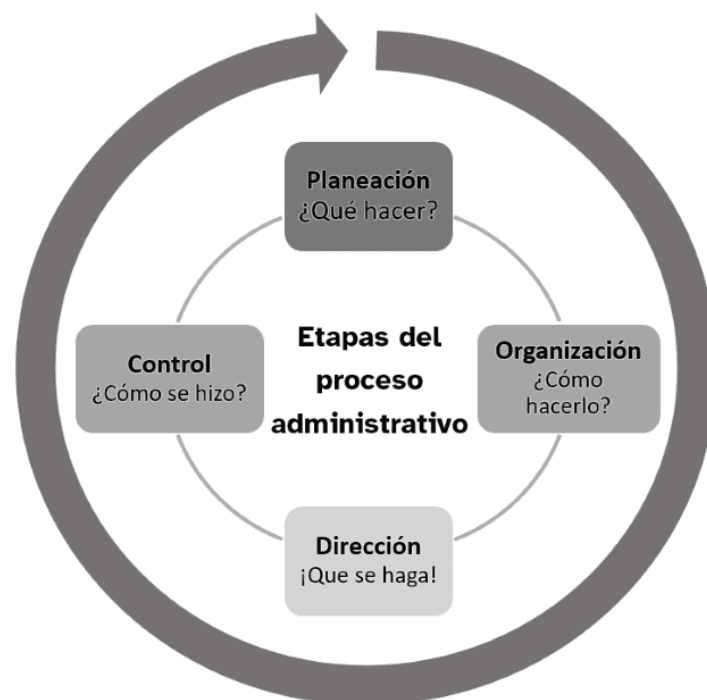 Planeación
¿Qué hacer?
Etapas del
proceso
administrativo
Organización
¿Cómo
hacerlo?
Control
¿Cómo se hizo?
Dirección
¡Que se haga!